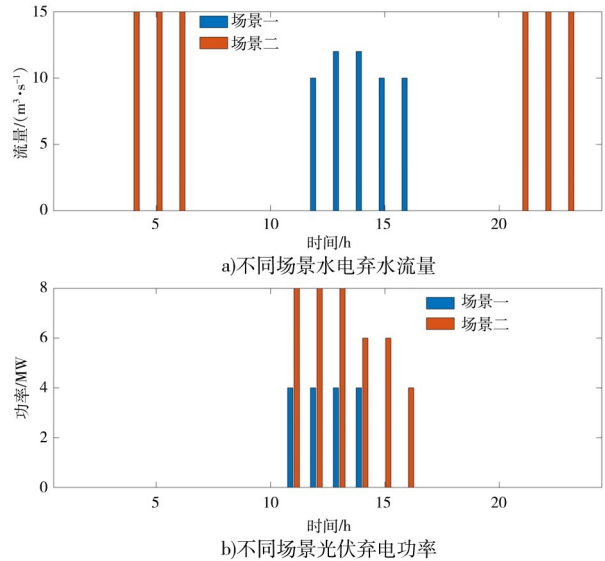 15
场景一
场景二
10
5
0
流量/(m³·s⁻¹)
5
10
15
20
时间/h
a)不同场景水电弃水流量
8
场景一
场景二
6
4
2
0
功率/MW
5
10
15
20
时间/h
b)不同场景光伏弃电功率